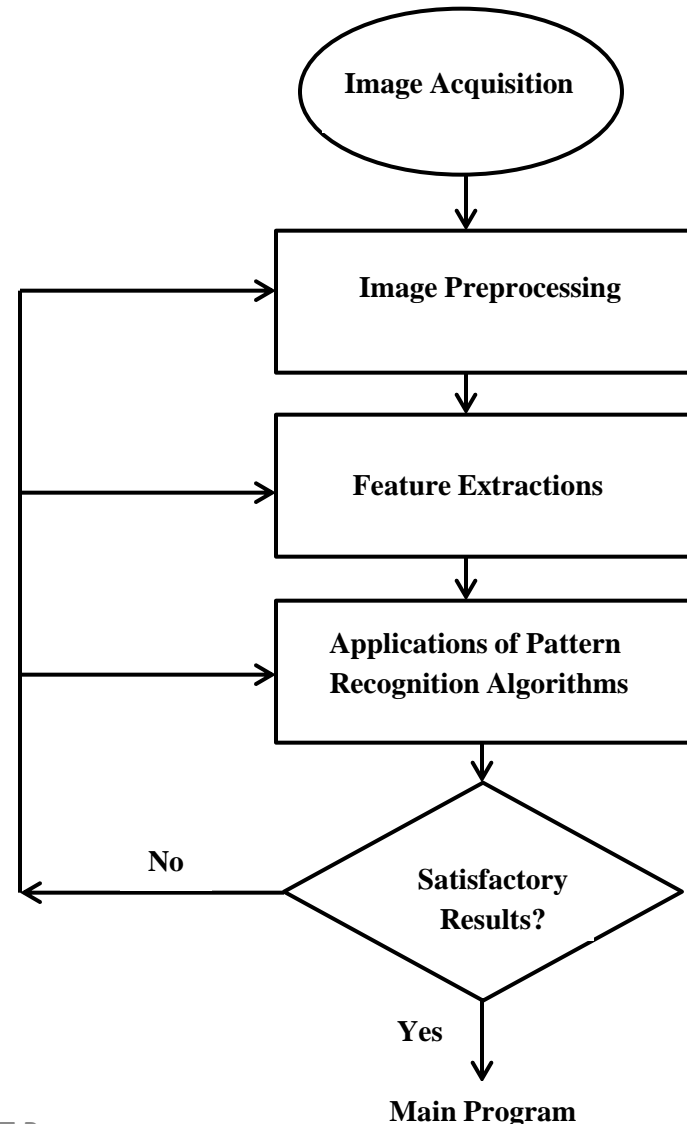 Image Acquisition
Image Preprocessing
Feature Extractions
Applications of Pattern
Recognition Algorithms
No
Satisfactory
Results?
Yes
Main Program